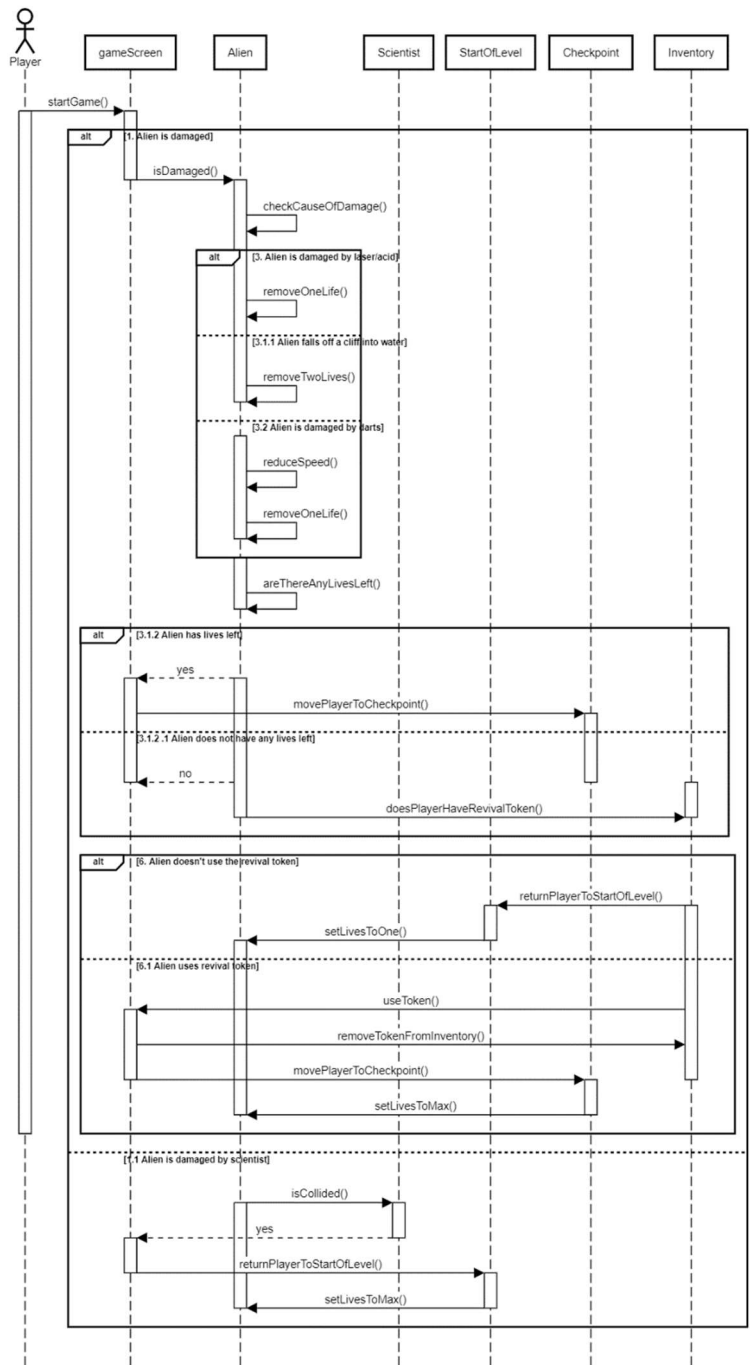 Player
gameScreen
Alien
Scientist
StartOfLevel
Checkpoint
Inventory
startGame()
alt
[1. Alien is damaged]
isDamaged()
checkCauseOfDamage()
alt
[3. Alien is damaged by laser/acid]
removeOneLife()
[3.1.1 Alien falls off a cliff into water]
removeTwoLives()
[3.2 Alien is damaged by darts]
reduceSpeed()
removeOneLife()
areThereAnyLivesLeft()
alt
[3.1.2 Alien has lives left]
yes
movePlayerToCheckpoint()
[3.1.2 .1 Alien does not have any lives left]
no
doesPlayerHaveRevivalToken()
alt
[6. Alien doesn't use the revival token]
returnPlayerToStartOfLevel()
setLivesToOne()
[6.1 Alien uses revival token]
useToken()
removeTokenFromInventory()
movePlayerToCheckpoint()
setLivesToMax()
[1.1 Alien is damaged by scientist]
isCollided()
yes
returnPlayerToStartOfLevel()
setLivesToMax()